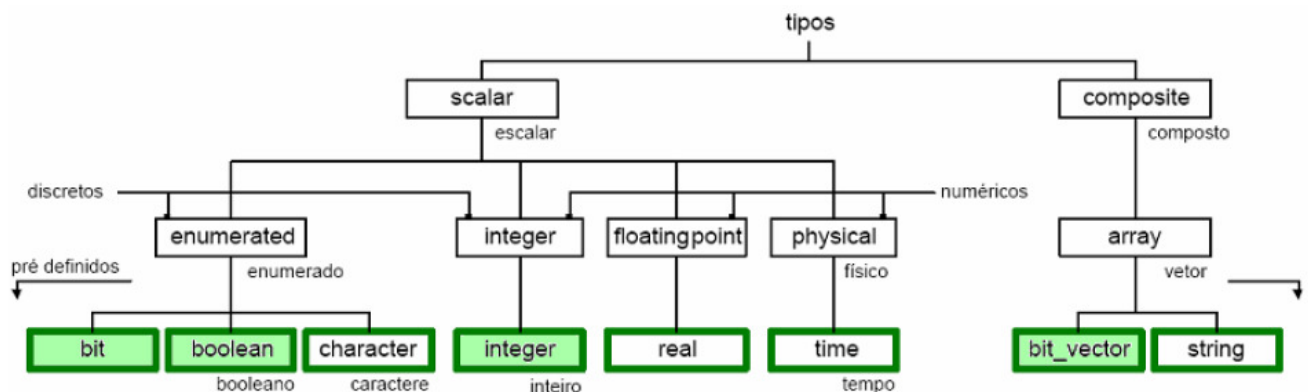 tipos
scalar
composite
escalar
composto
discretos
numéricos
enumerated
integer
floatingpoint
physical
array
pré definidos
enumerado
físico
vetor
bit
boolean
character
integer
real
time
bit_vector
string
booleano
caractere
inteiro
tempo